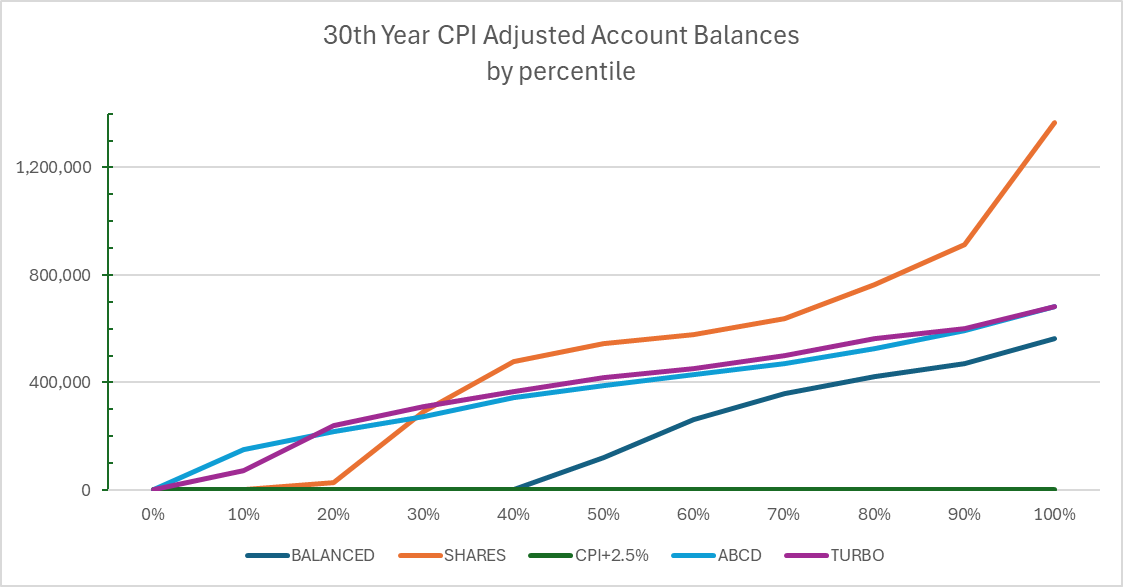 30th Year CPI Adjusted Account Balances
by percentile
1,200,000
800,000
400,000
0
0% 10% 20% 30% 40% 50% 60% 70% 80% 90% 100%
BALANCED SHARES CPI+2.5% ABCD TURBO